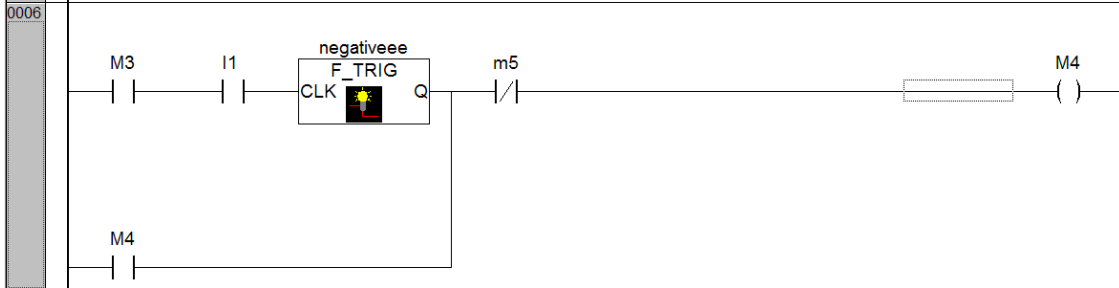 0006
negativeee
M3 I1 F_TRIG m5 M4
CLK Q
M4